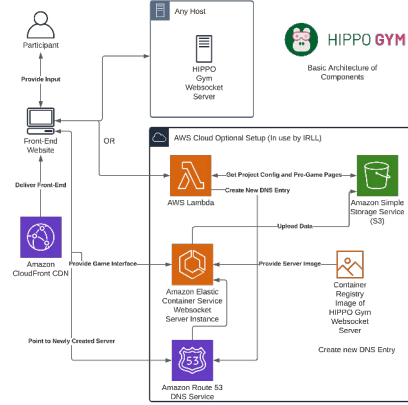 Participant
Provide Input
Front-End
Website
Deliver Front-End
Amazon
CloudFront CDN
OR
Any Host
HIPPO
Gym
Websocket
Server
HIPPO GYM
Basic Architecture of
Components
AWS Cloud Optional Setup (In use by IRLL)
AWS Lambda
Get Project Config and Pre-Game Pages
Create New DNS Entry
Amazon Simple
Storage Service
(S3)
Upload Data
Provide Game Interface
Amazon Elastic
Container Service
Websocket
Server Instance
Provide Server Image
Container
Registry
Image of
HIPPO Gym
Websocket
Server
Create new DNS Entry
Point to Newly Created Server
53
Amazon Route 53
DNS Service